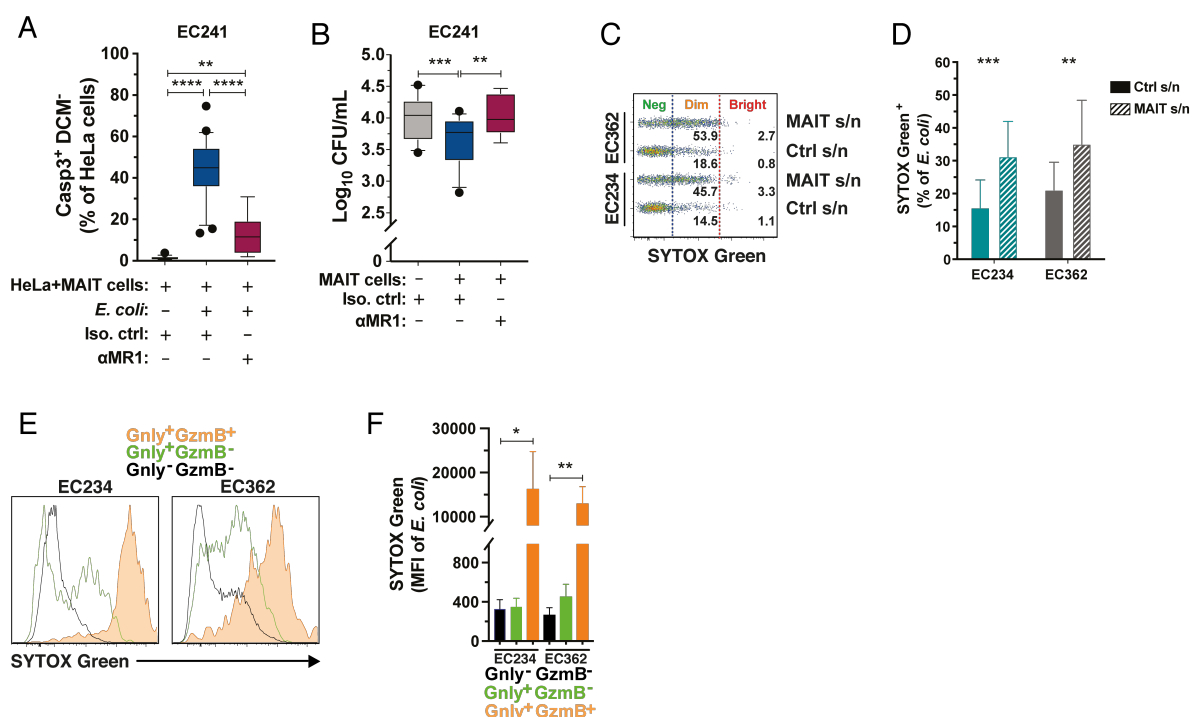 A
EC241
Casp3+ DCM-
(% of HeLa cells)
100
80
60
40
20
0
**
**** ****
HeLa+MAIT cells: + + +
E. coli: – + +
Iso. ctrl: + + –
αMR1: – – +
B
EC241
Log10 CFU/mL
5.0
4.5
4.0
3.5
3.0
2.5
0
*** **
MAIT cells: – + +
Iso. ctrl: + + –
αMR1: – – +
C
Neg Dim Bright
EC362
EC234
53.9 2.7 MAIT s/n
18.6 0.8 Ctrl s/n
45.7 3.3 MAIT s/n
14.5 1.1 Ctrl s/n
SYTOX Green
D
SYTOX Green+
(% of E. coli)
60
50
40
30
20
10
0
*** **
EC234 EC362
Ctrl s/n
MAIT s/n
E
Gnly+GzmB+
Gnly+GzmB-
Gnly-GzmB-
EC234 EC362
SYTOX Green
F
SYTOX Green
(MFI of E. coli)
30000
20000
10000
800
400
0
* **
EC234 EC362
Gnly- GzmB-
Gnly+ GzmB-
Gnly+ GzmB+